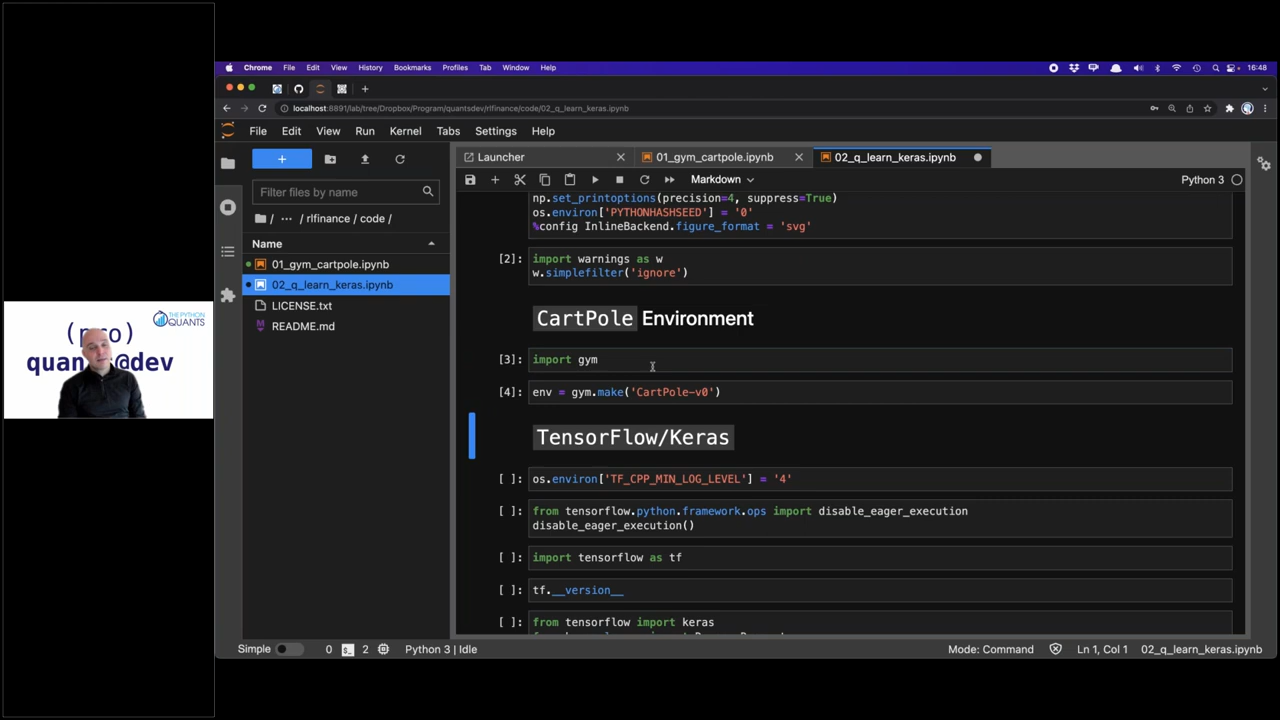 Chrome File Edit View History Bookmarks Profiles Tab Window Help 16:48
localhost:8891/lab/tree/Dropbox/Program/quantsdev/rlfinance/code/02_q_learn_keras.ipynb
File Edit View Run Kernel Tabs Settings Help
Launcher 01_gym_cartpole.ipynb 02_q_learn_keras.ipynb
Markdown Python 3
Filter files by name
/ ··· / rlfinance / code /
Name
01_gym_cartpole.ipynb
02_q_learn_keras.ipynb
LICENSE.txt
README.md
np.set_printoptions(precision=4, suppress=True)
os.environ['PYTHONHASHSEED'] = '0'
%config InlineBackend.figure_format = 'svg'
[2]: import warnings as w
w.simplefilter('ignore')
CartPole Environment
[3]: import gym
[4]: env = gym.make('CartPole-v0')
TensorFlow/Keras
[ ]: os.environ['TF_CPP_MIN_LOG_LEVEL'] = '4'
[ ]: from tensorflow.python.framework.ops import disable_eager_execution
disable_eager_execution()
[ ]: import tensorflow as tf
[ ]: tf.__version__
[ ]: from tensorflow import keras
Simple 0 2 Python 3 | Idle Mode: Command Ln 1, Col 1 02_q_learn_keras.ipynb
THE PYTHON
QUANTS